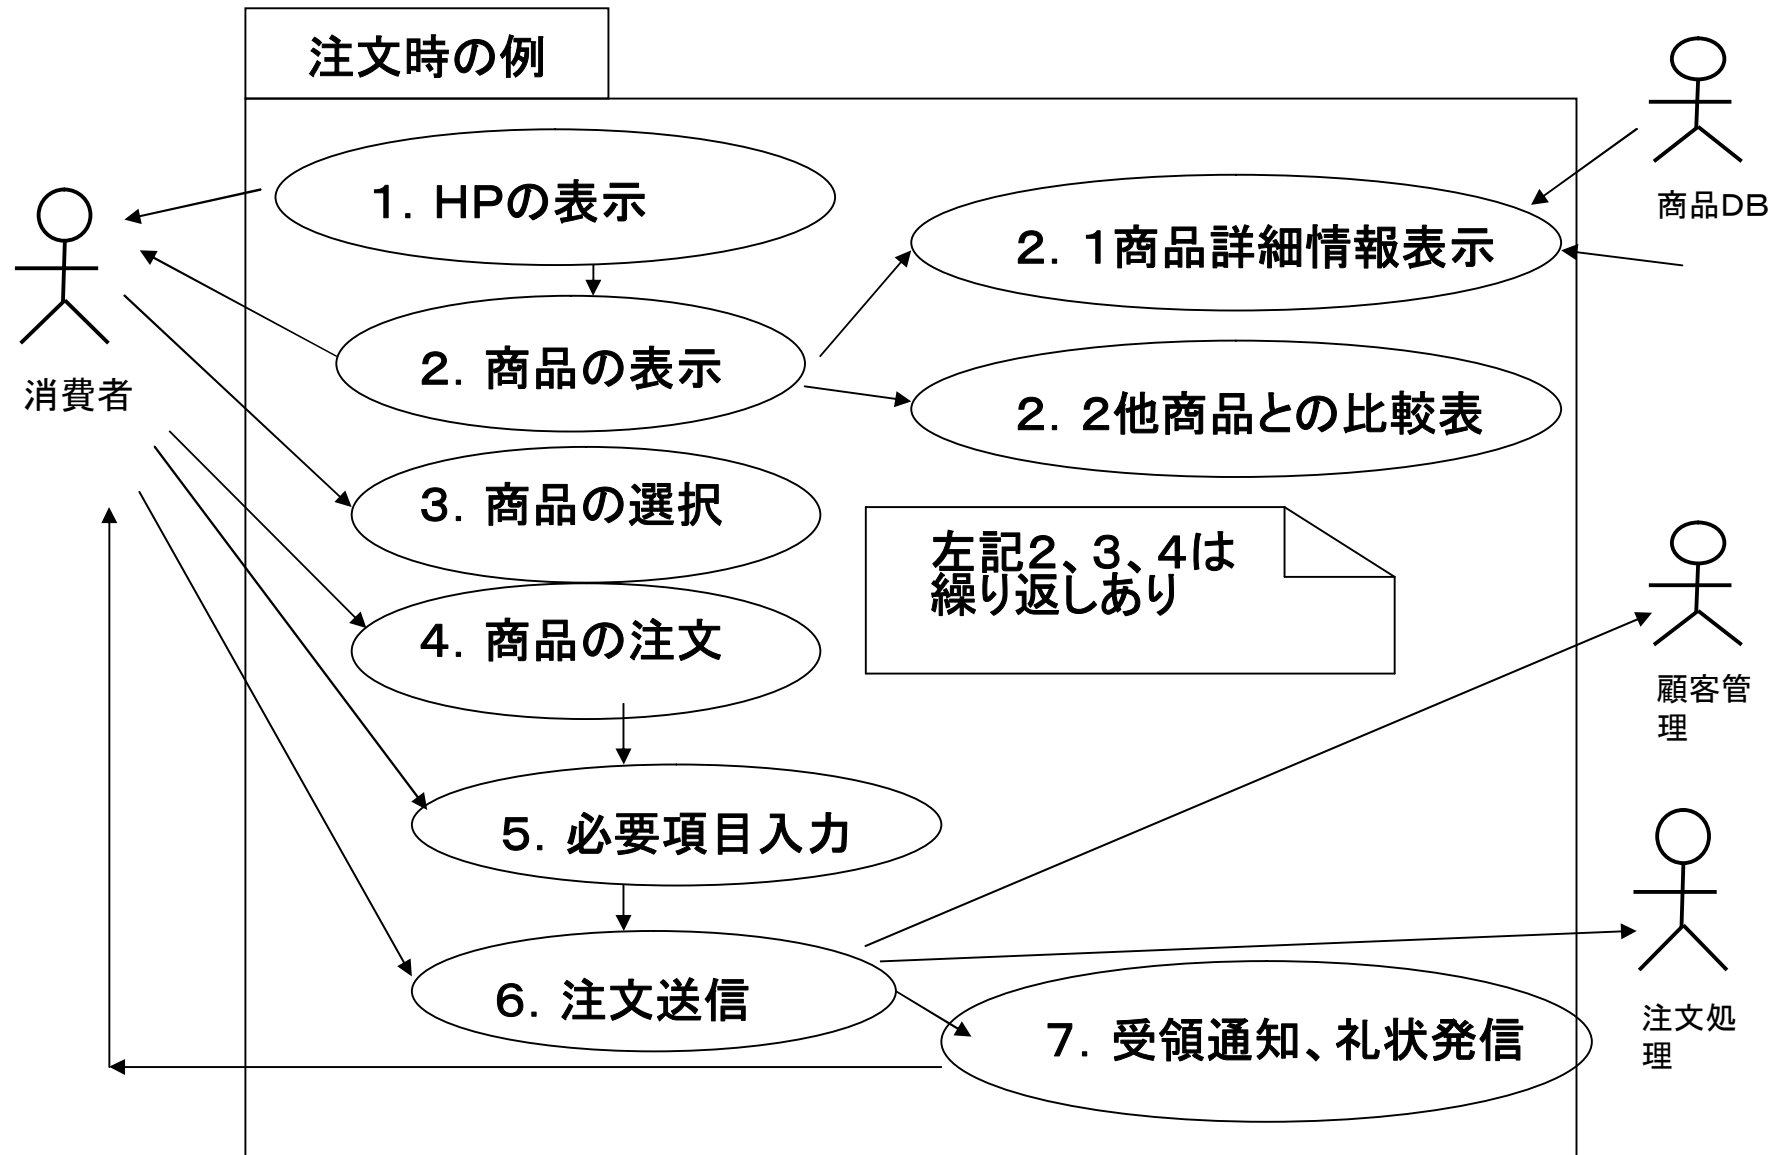 注文時の例
1．HPの表示
商品DB
2．1商品詳細情報表示
2．商品の表示
消費者
2．2他商品との比較表
3．商品の選択
左記2、3、4は
繰り返しあり
4．商品の注文
顧客管
理
5．必要項目入力
6．注文送信
注文処
理
7．受領通知、礼状発信